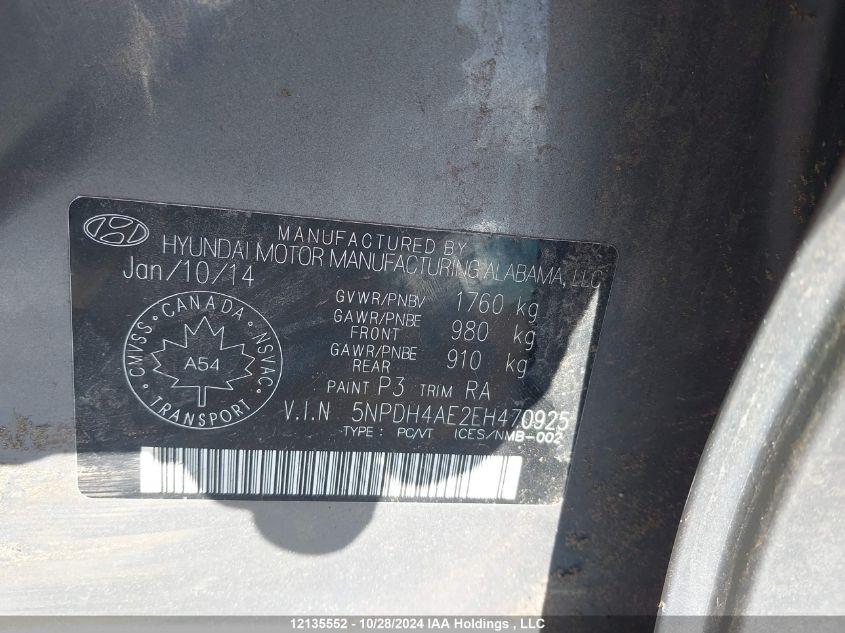 MANUFACTURED BY
HYUNDAI MOTOR MANUFACTURING ALABAMA, LLC
Jan/10/14
GVWR/PNBV 1760 kg
GAWR/PNBE FRONT 980 kg
GAWR/PNBE REAR 910 kg
PAINT P3 TRIM RA
V.I.N 5NPDH4AE2EH470925
TYPE : PC/VT ICES/NMB-002
CANADA
CMVSS • NSVAC
A54
TRANSPORT
12135552 - 10/28/2024 IAA Holdings , LLC